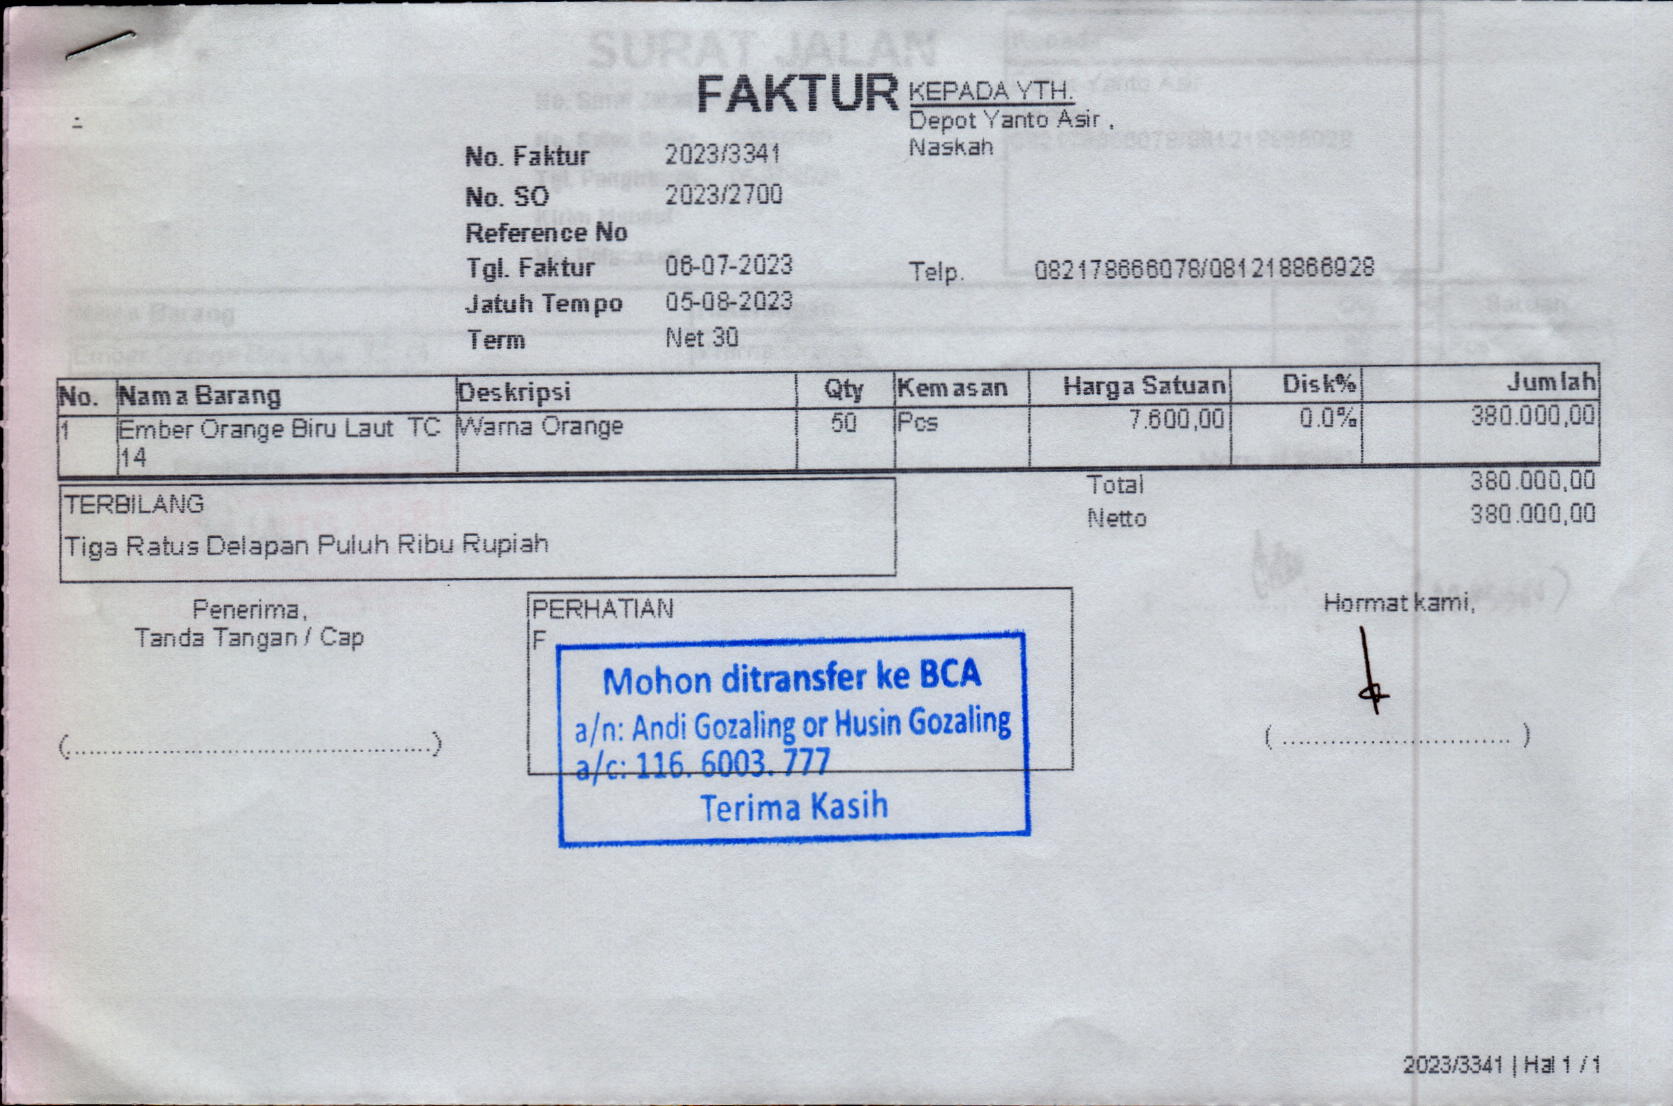 FAKTUR
KEPADA YTH.
Depot Yanto Asir ,
Naskah
No. Faktur 2023/3341
No. SO 2023/2700
Reference No
Tgl. Faktur 06-07-2023
Telp. 082178666078/081218866928
Jatuh Tempo 05-08-2023
Term Net 30
No. Nama Barang Deskripsi Qty Kemasan Harga Satuan Disk% Jumlah
1 Ember Orange Biru Laut TC Warna Orange 50 Pcs 7.600,00 0.0% 380.000,00
14
Total 380.000,00
Netto 380.000,00
TERBILANG
Tiga Ratus Delapan Puluh Ribu Rupiah
Penerima,
Tanda Tangan / Cap
(....................................................)
PERHATIAN
F
Mohon ditransfer ke BCA
a/n: Andi Gozaling or Husin Gozaling
a/c: 116. 6003. 777
Terima Kasih
Hormat kami,
( ................................ )
2023/3341 | Hal 1 / 1